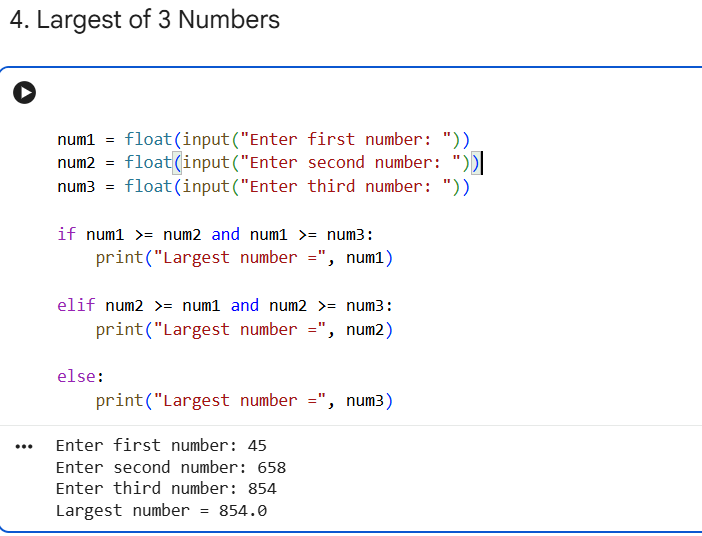 4. Largest of 3 Numbers
num1 = float(input("Enter first number: "))
num2 = float(input("Enter second number: "))
num3 = float(input("Enter third number: "))
if num1 >= num2 and num1 >= num3:
    print("Largest number =", num1)
elif num2 >= num1 and num2 >= num3:
    print("Largest number =", num2)
else:
    print("Largest number =", num3)
Enter first number: 45
Enter second number: 658
Enter third number: 854
Largest number = 854.0